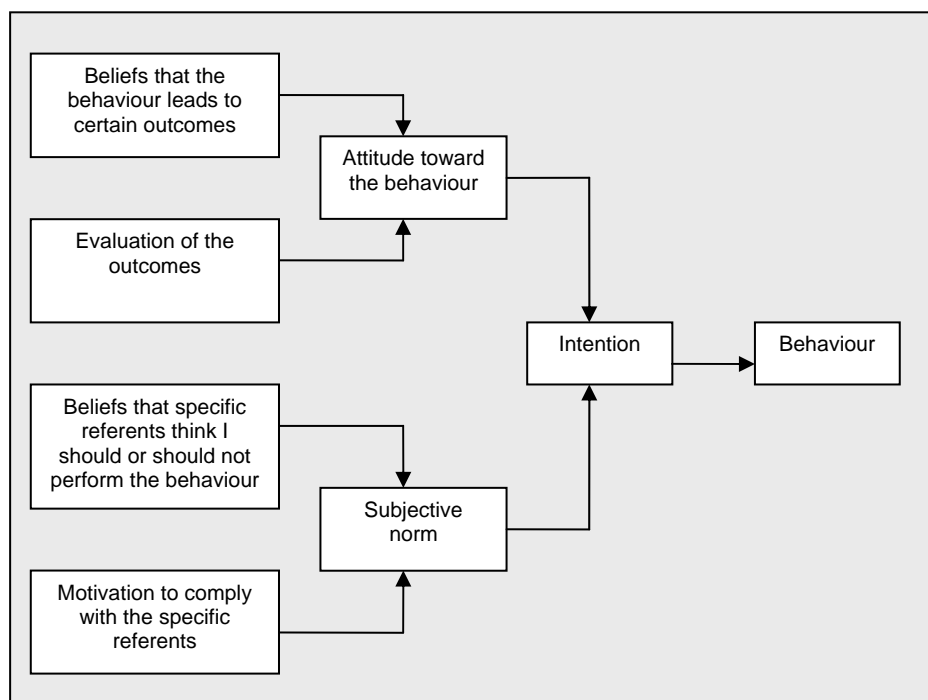 Beliefs that the
behaviour leads to
certain outcomes
Attitude toward
the behaviour
Evaluation of the
outcomes
Intention
Behaviour
Beliefs that specific
referents think I
should or should not
perform the behaviour
Subjective
norm
Motivation to comply
with the specific
referents